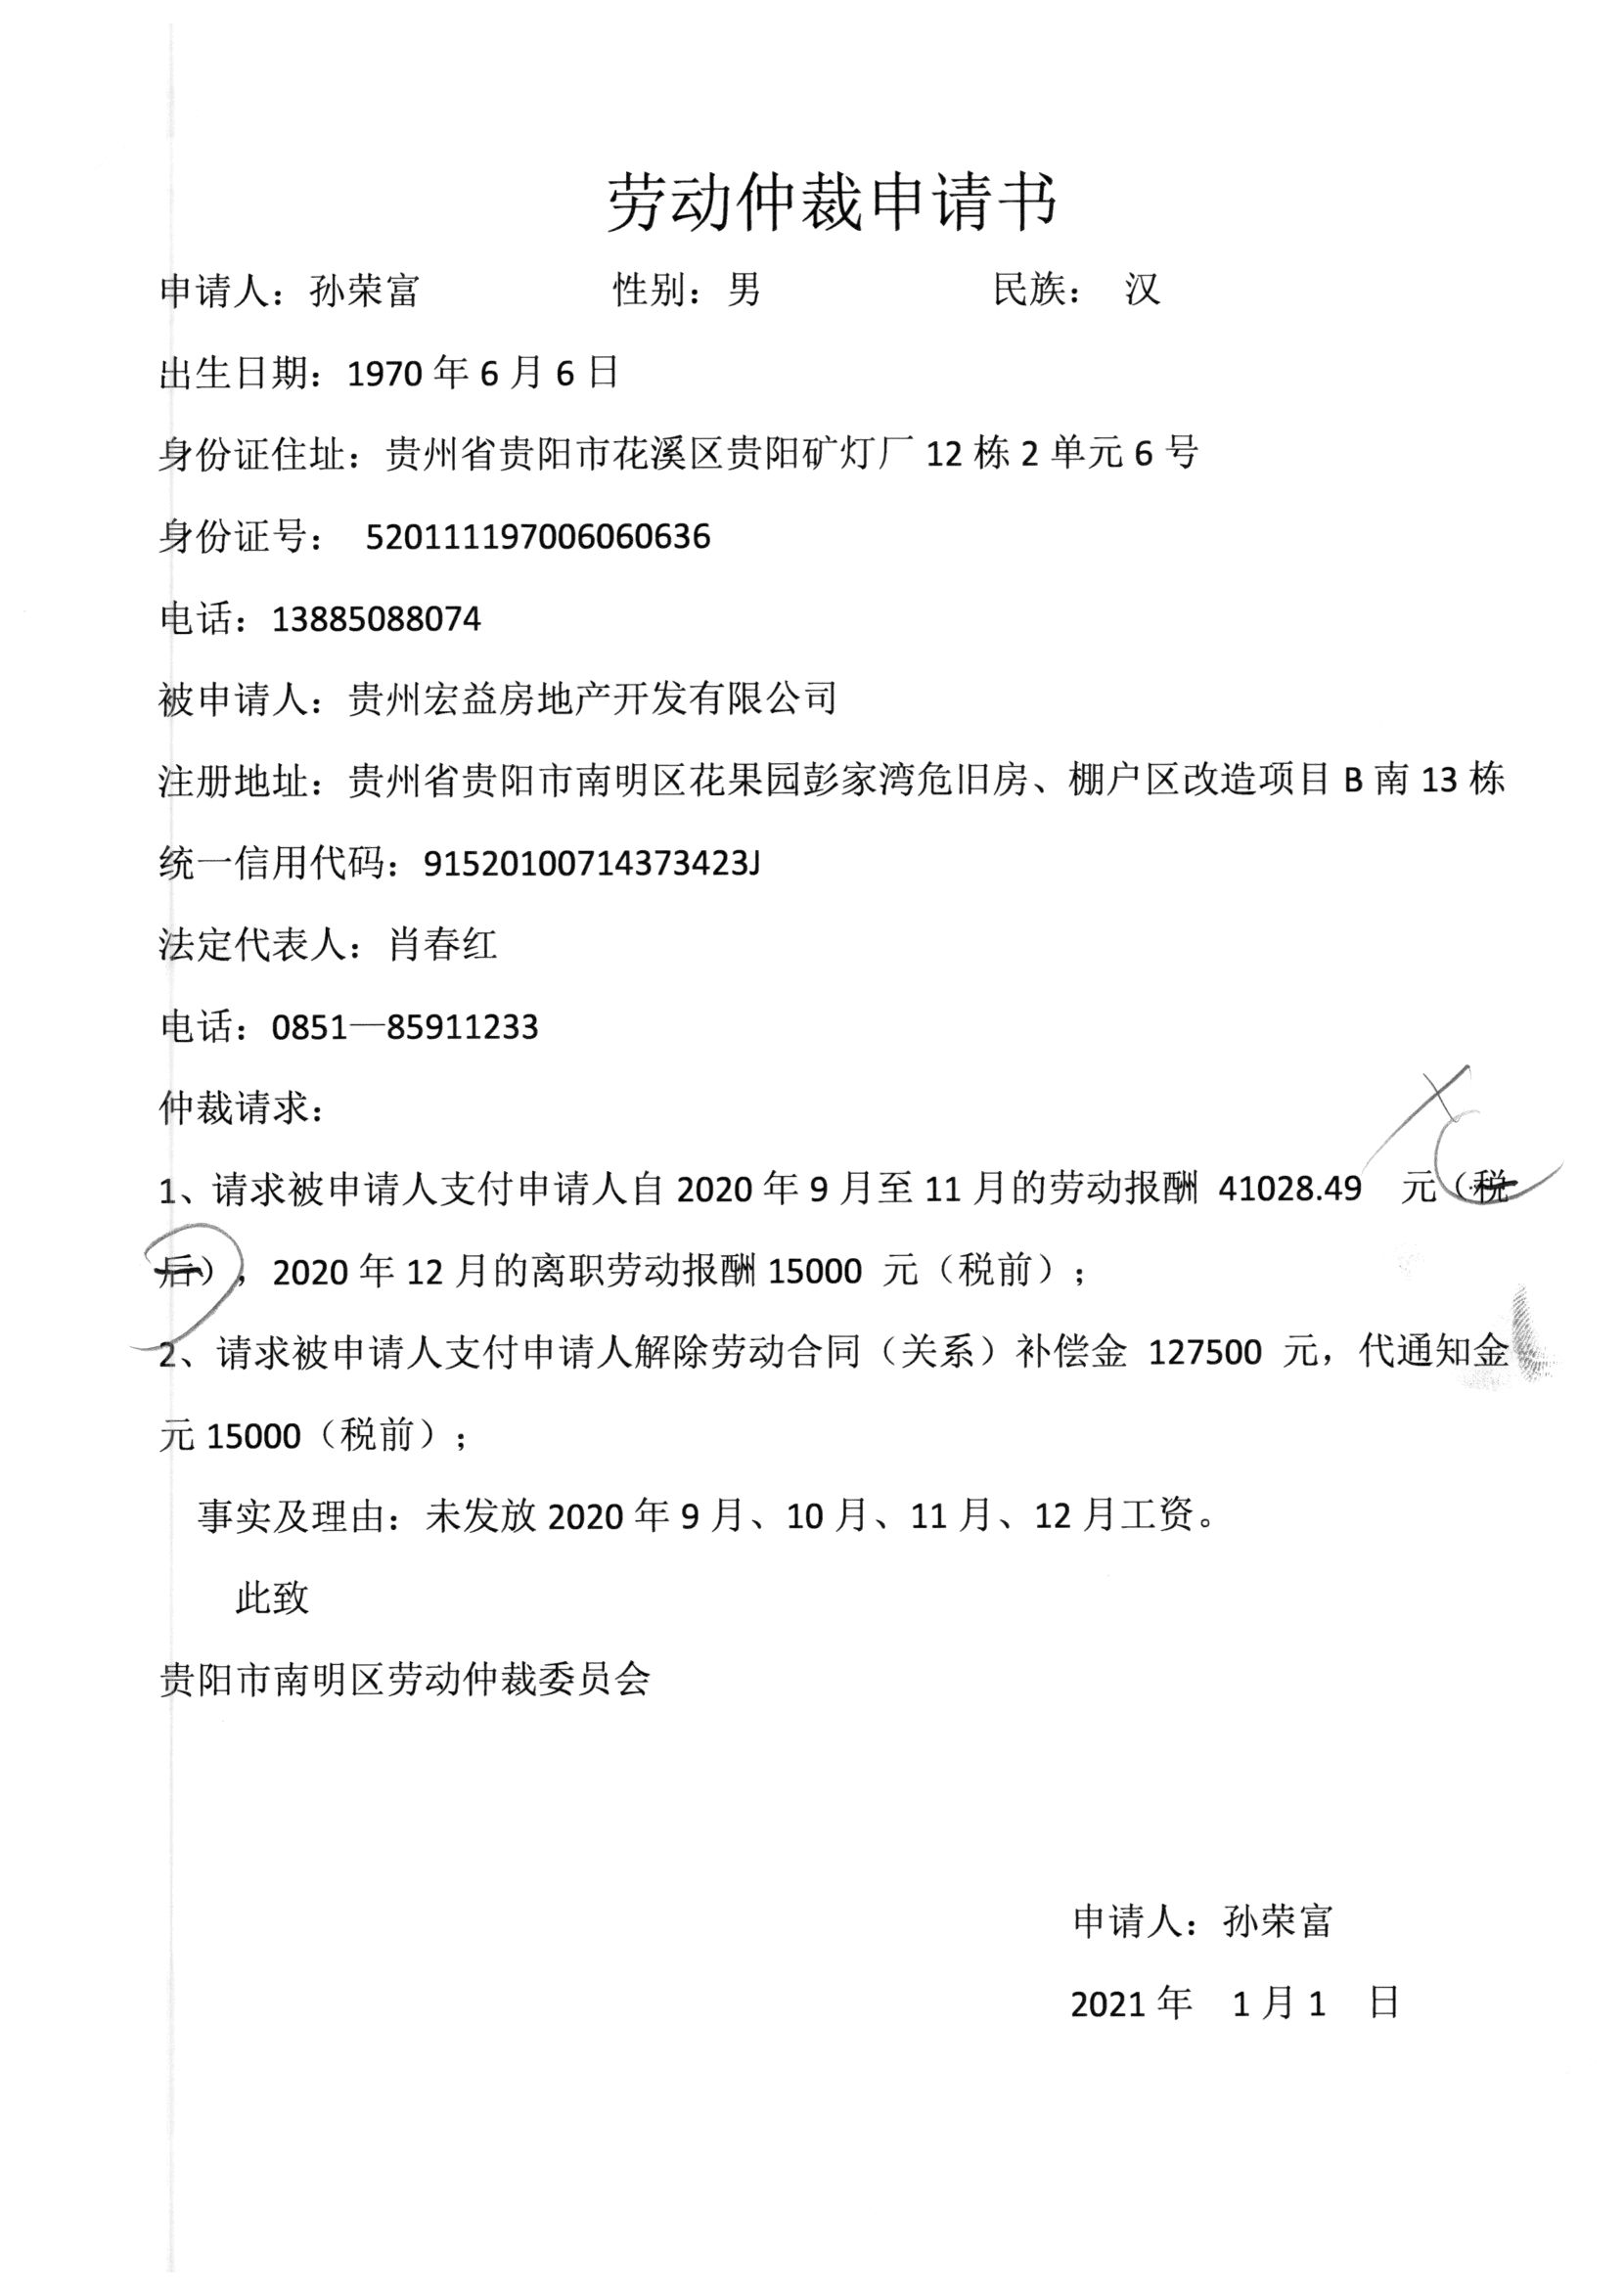 劳动仲裁申请书
申请人：孙荣富 性别：男 民族： 汉
出生日期：1970 年 6 月 6 日
身份证住址：贵州省贵阳市花溪区贵阳矿灯厂 12 栋 2 单元 6 号
身份证号： 520111197006060636
电话：13885088074
被申请人：贵州宏益房地产开发有限公司
注册地址：贵州省贵阳市南明区花果园彭家湾危旧房、棚户区改造项目 B 南 13 栋
统一信用代码：91520100714373423J
法定代表人：肖春红
电话：0851—85911233
仲裁请求：
1、请求被申请人支付申请人自 2020 年 9 月至 11 月的劳动报酬 41028.49 元（税
后），2020 年 12 月的离职劳动报酬 15000 元（税前）；
2、请求被申请人支付申请人解除劳动合同（关系）补偿金 127500 元，代通知金
元 15000（税前）；
事实及理由：未发放 2020 年 9 月、10 月、11 月、12 月工资。
此致
贵阳市南明区劳动仲裁委员会
申请人：孙荣富
2021 年 1 月 1 日